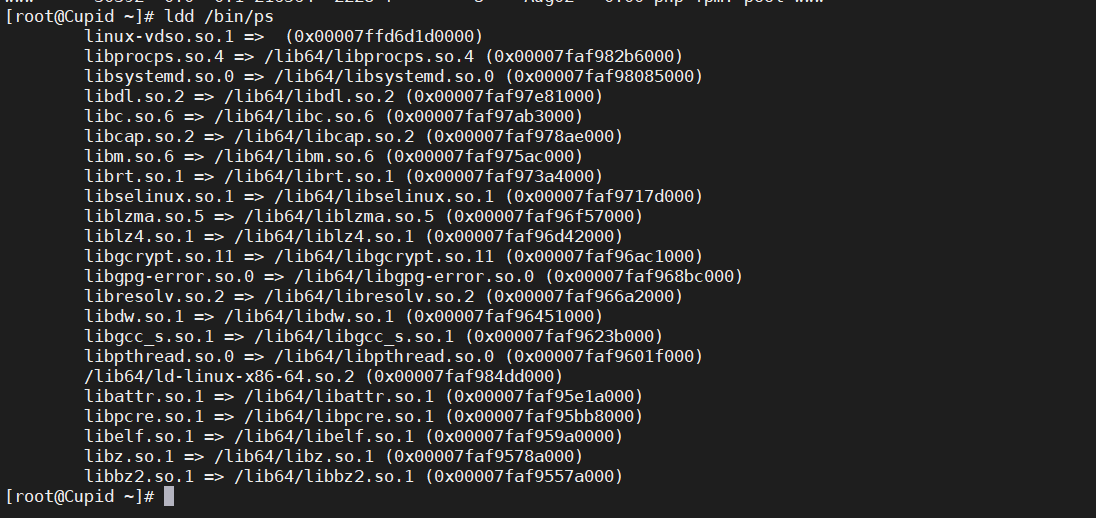 [root@Cupid ~]# ldd /bin/ps
linux-vdso.so.1 =>  (0x00007ffd6d1d0000)
libprocps.so.4 => /lib64/libprocps.so.4 (0x00007faf982b6000)
libsystemd.so.0 => /lib64/libsystemd.so.0 (0x00007faf98085000)
libdl.so.2 => /lib64/libdl.so.2 (0x00007faf97e81000)
libc.so.6 => /lib64/libc.so.6 (0x00007faf97ab3000)
libcap.so.2 => /lib64/libcap.so.2 (0x00007faf978ae000)
libm.so.6 => /lib64/libm.so.6 (0x00007faf975ac000)
librt.so.1 => /lib64/librt.so.1 (0x00007faf973a4000)
libselinux.so.1 => /lib64/libselinux.so.1 (0x00007faf9717d000)
liblzma.so.5 => /lib64/liblzma.so.5 (0x00007faf96f57000)
liblz4.so.1 => /lib64/liblz4.so.1 (0x00007faf96d42000)
libgcrypt.so.11 => /lib64/libgcrypt.so.11 (0x00007faf96ac1000)
libgpg-error.so.0 => /lib64/libgpg-error.so.0 (0x00007faf968bc000)
libresolv.so.2 => /lib64/libresolv.so.2 (0x00007faf966a2000)
libdw.so.1 => /lib64/libdw.so.1 (0x00007faf96451000)
libgcc_s.so.1 => /lib64/libgcc_s.so.1 (0x00007faf9623b000)
libpthread.so.0 => /lib64/libpthread.so.0 (0x00007faf9601f000)
/lib64/ld-linux-x86-64.so.2 (0x00007faf984dd000)
libattr.so.1 => /lib64/libattr.so.1 (0x00007faf95e1a000)
libpcre.so.1 => /lib64/libpcre.so.1 (0x00007faf95bb8000)
libelf.so.1 => /lib64/libelf.so.1 (0x00007faf959a0000)
libz.so.1 => /lib64/libz.so.1 (0x00007faf9578a000)
libbz2.so.1 => /lib64/libbz2.so.1 (0x00007faf9557a000)
[root@Cupid ~]#